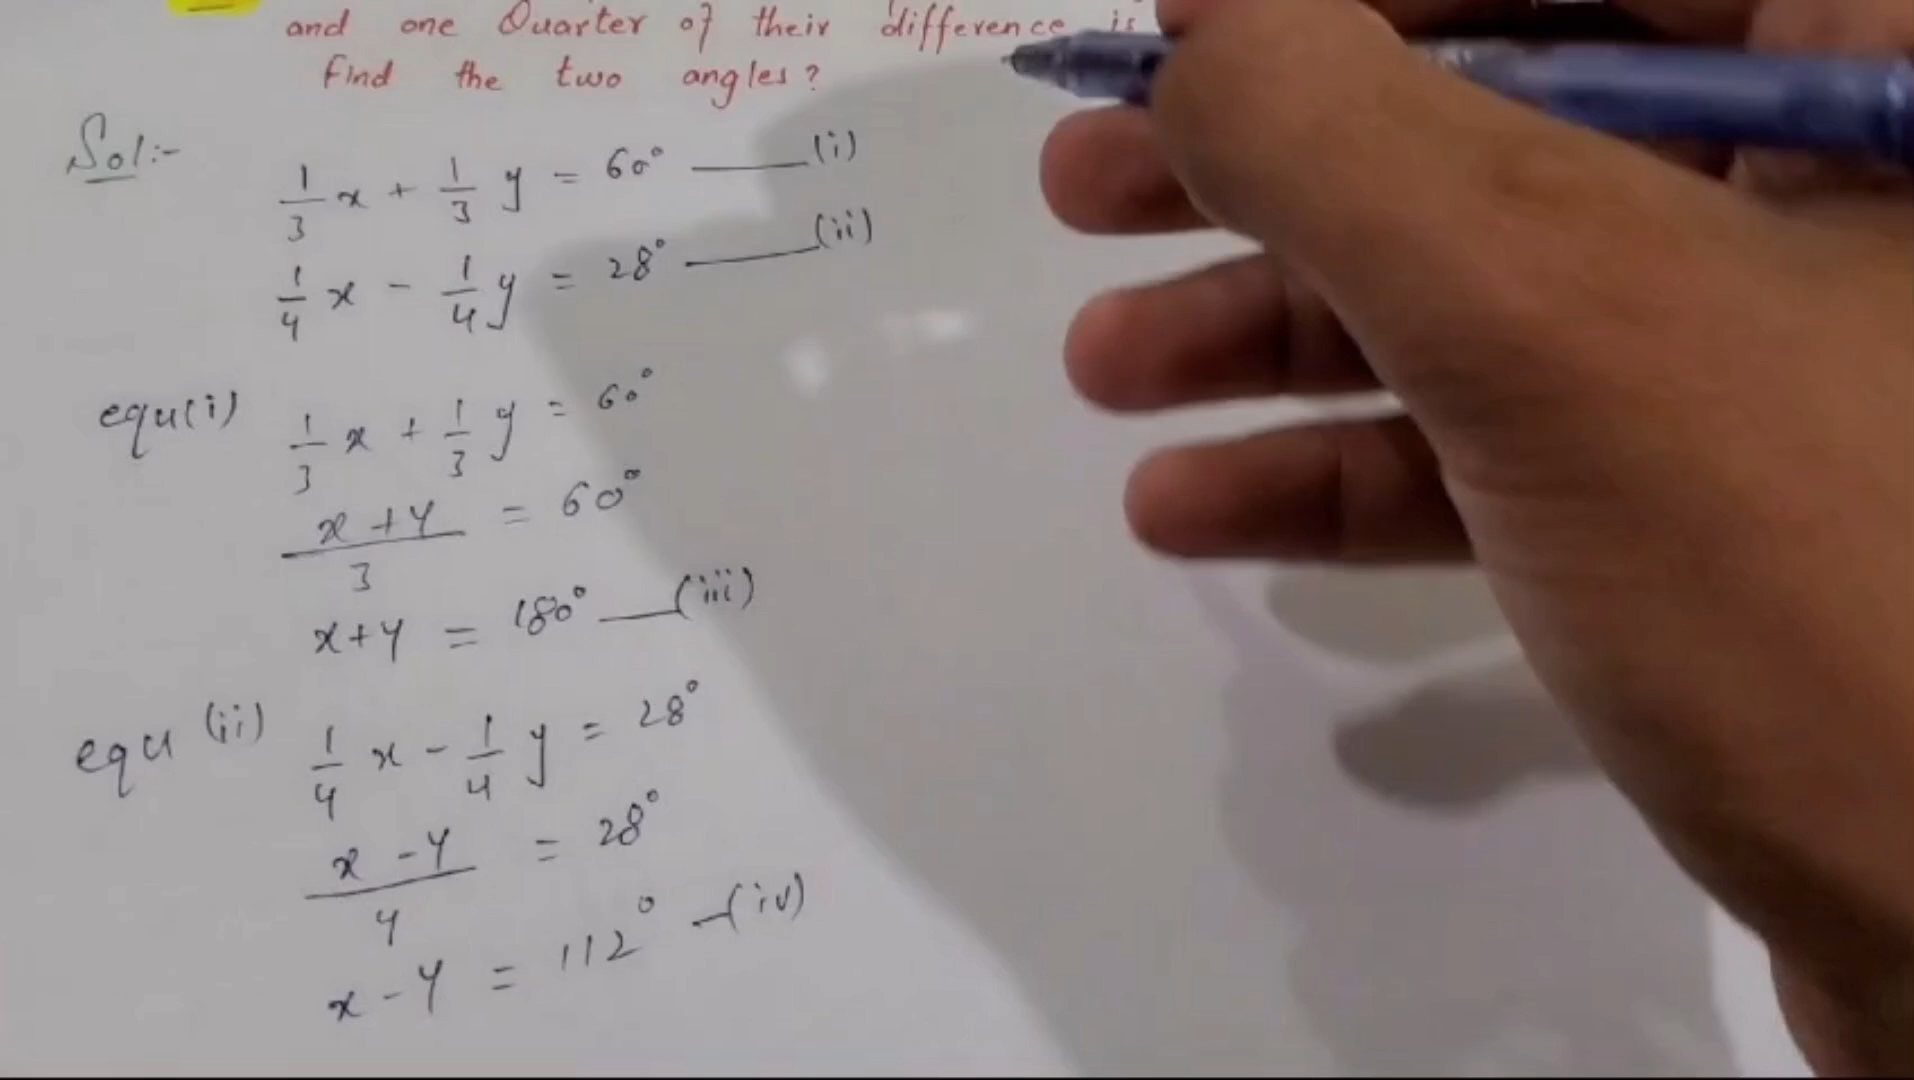 and one Quarter of their difference is
Find the two angles?
Sol:-
1/3 x + 1/3 y = 60° ——(i)
1/4 x - 1/4 y = 28° ——(ii)
equ(i) 1/3 x + 1/3 y = 60°
x+y/3 = 60°
x+y = 180° —(iii)
equ (ii) 1/4 x - 1/4 y = 28°
x-y/4 = 28°
x-y = 112° —(iv)